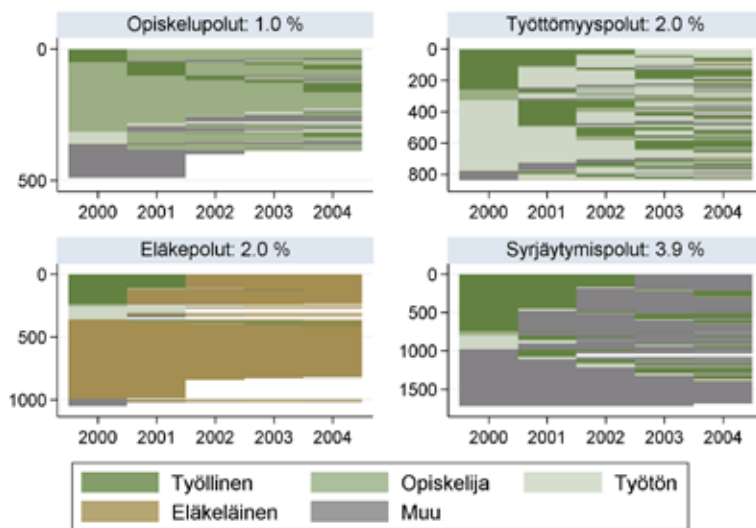 Opiskelupolut: 1.0 %
0
500
2000 2001 2002 2003 2004
Työttömyyspolut: 2.0 %
0
200
400
600
800
2000 2001 2002 2003 2004
Eläkepolut: 2.0 %
0
500
1000
2000 2001 2002 2003 2004
Syrjäytymispolut: 3.9 %
0
500
1000
1500
2000 2001 2002 2003 2004
Työllinen Opiskelija Työtön
Eläkeläinen Muu